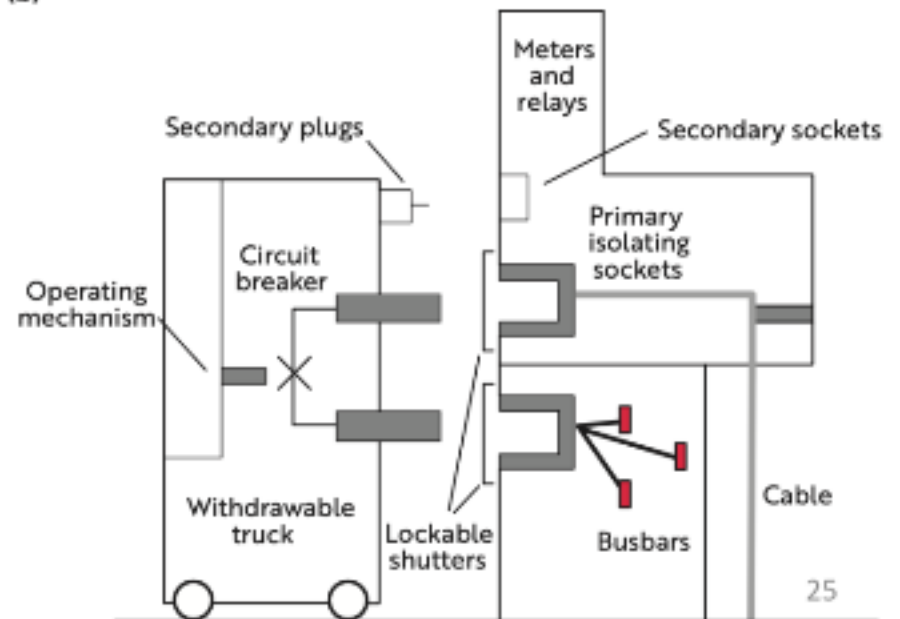 Meters
and
relays
Secondary plugs
Secondary sockets
Primary
isolating
sockets
Circuit
breaker
Operating
mechanism
Withdrawable
truck
Lockable
shutters
Busbars
Cable
25